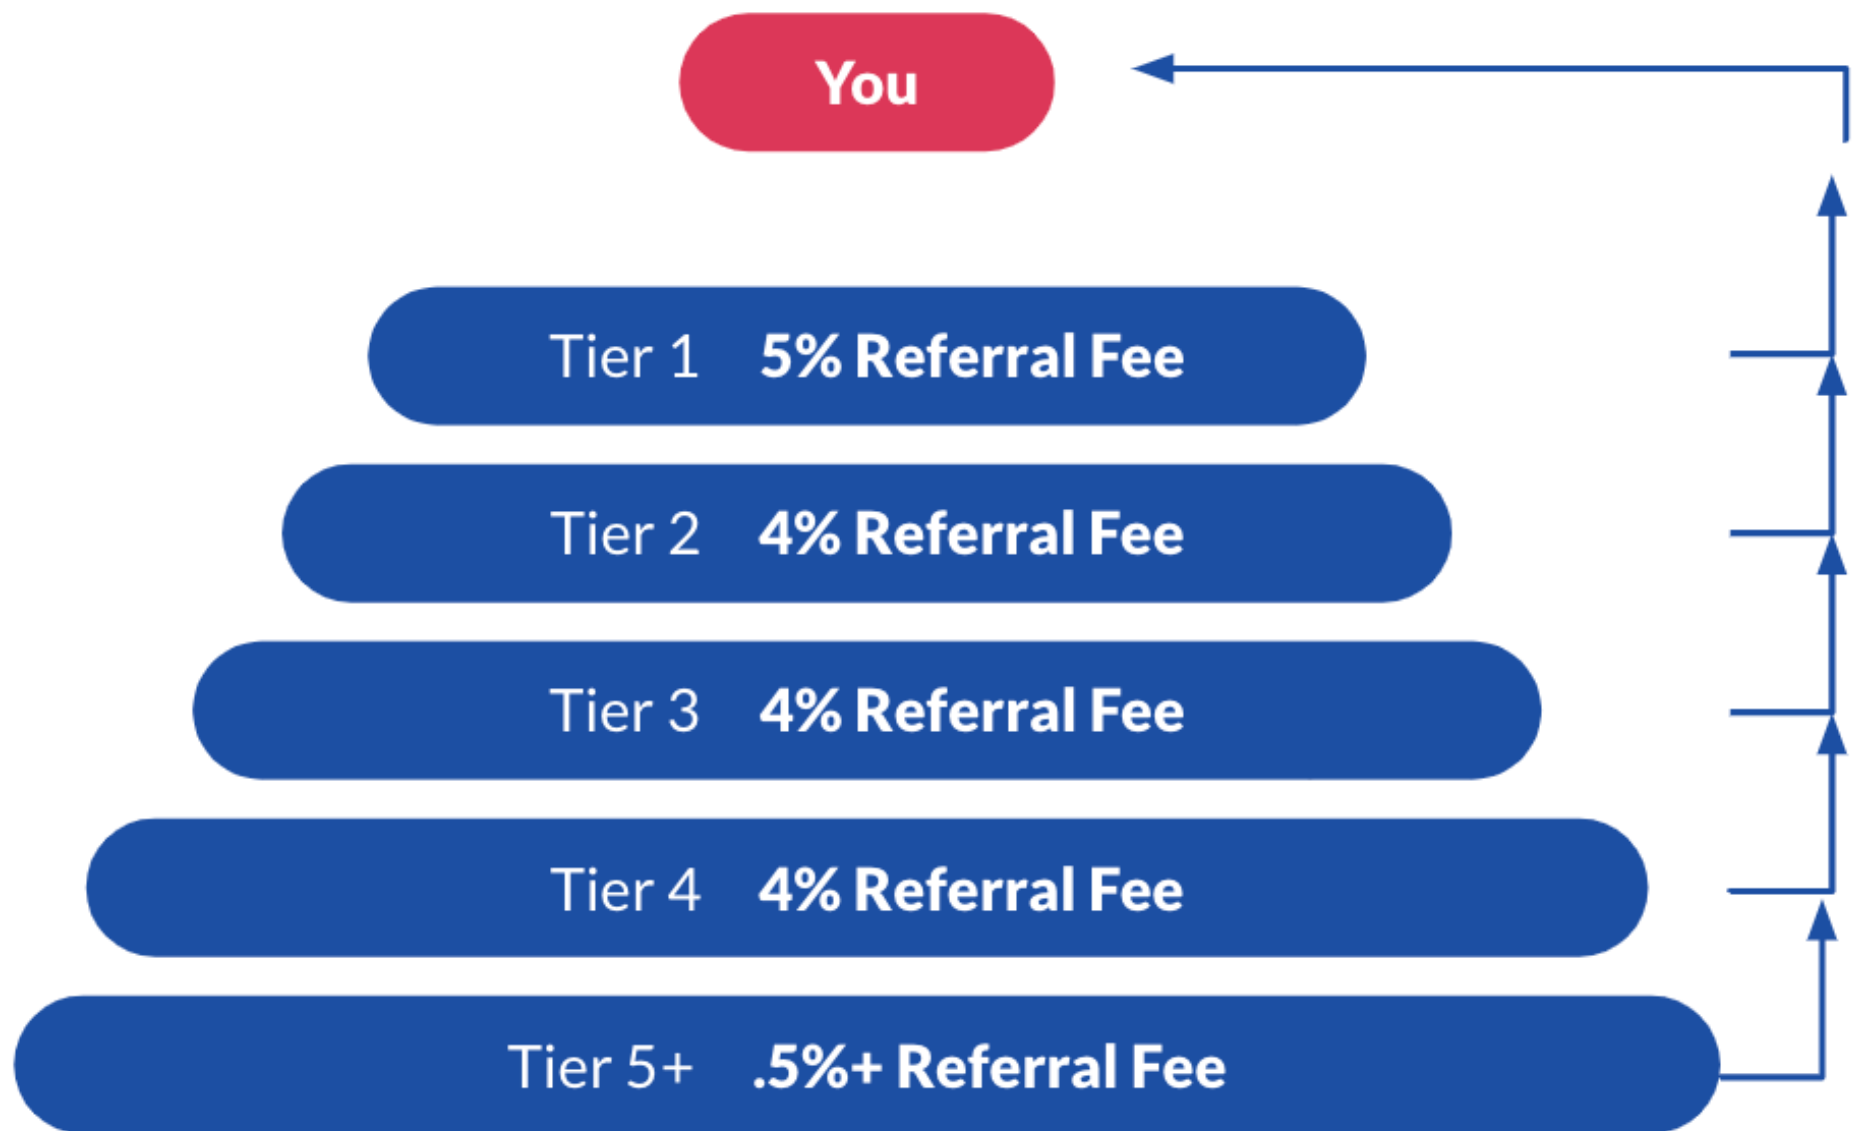 You
Tier 1 5% Referral Fee
Tier 2 4% Referral Fee
Tier 3 4% Referral Fee
Tier 4 4% Referral Fee
Tier 5+ .5%+ Referral Fee